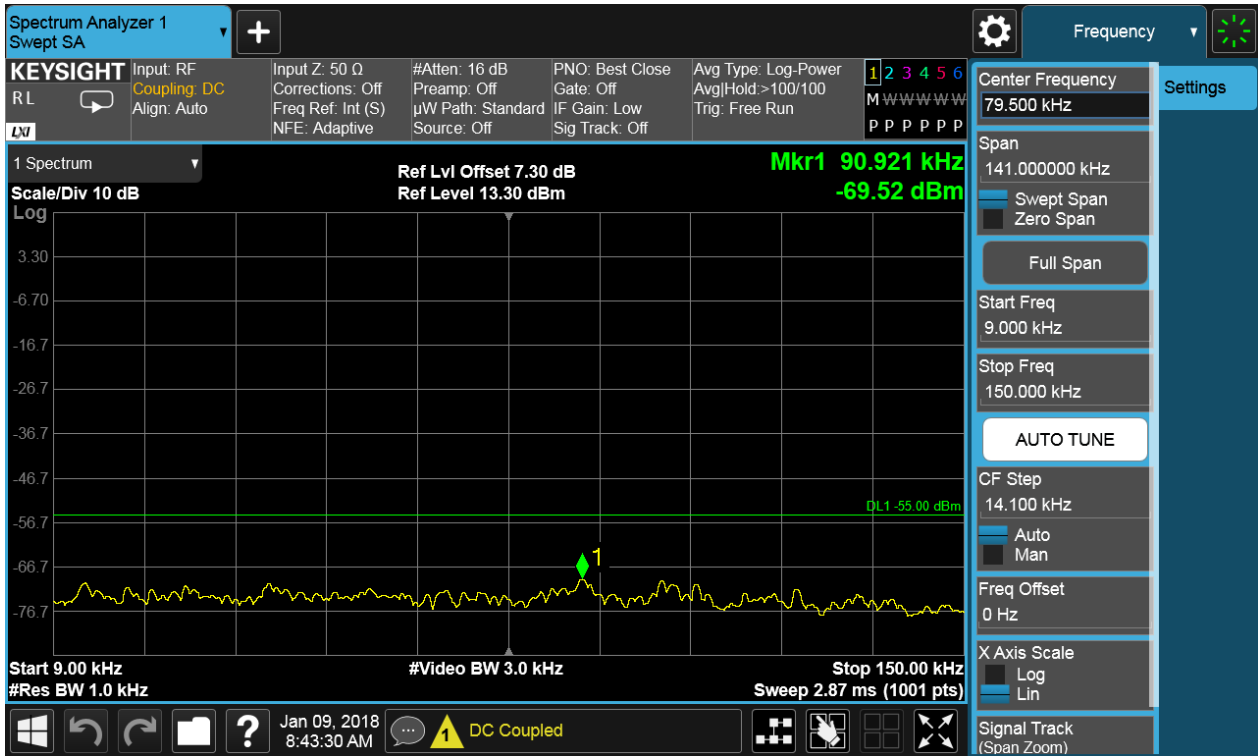 Spectrum Analyzer 1
Swept SA
Frequency
KEYSIGHT
R L
LXI
Input: RF
Coupling: DC
Align: Auto
Input Z: 50 Ω
Corrections: Off
Freq Ref: Int (S)
NFE: Adaptive
#Atten: 16 dB
Preamp: Off
µW Path: Standard
Source: Off
PNO: Best Close
Gate: Off
IF Gain: Low
Sig Track: Off
Avg Type: Log-Power
Avg|Hold:>100/100
Trig: Free Run
1 2 3 4 5 6
M W W W W W
P P P P P P
1 Spectrum
Scale/Div 10 dB
Ref Lvl Offset 7.30 dB
Ref Level 13.30 dBm
Mkr1 90.921 kHz
-69.52 dBm
Log
3.30
-6.70
-16.7
-26.7
-36.7
-46.7
-56.7
-66.7
-76.7
DL1 -55.00 dBm
1
Start 9.00 kHz
#Video BW 3.0 kHz
Stop 150.00 kHz
#Res BW 1.0 kHz
Sweep 2.87 ms (1001 pts)
Center Frequency
79.500 kHz
Span
141.000000 kHz
Swept Span
Zero Span
Full Span
Start Freq
9.000 kHz
Stop Freq
150.000 kHz
AUTO TUNE
CF Step
14.100 kHz
Auto
Man
Freq Offset
0 Hz
X Axis Scale
Log
Lin
Signal Track
(Span Zoom)
Settings
?
Jan 09, 2018
8:43:30 AM
1
DC Coupled